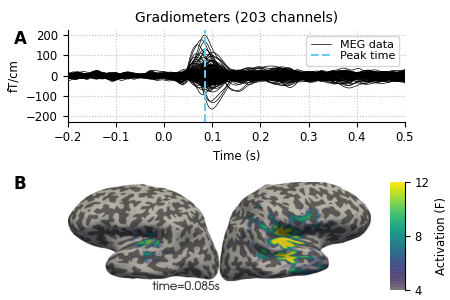 Gradiometers (203 channels)
A
200
100
0
−100
−200
fT/cm
MEG data
Peak time
−0.2 −0.1 0.0 0.1 0.2 0.3 0.4 0.5
Time (s)
B
12
8
4
Activation (F)
time=0.085s